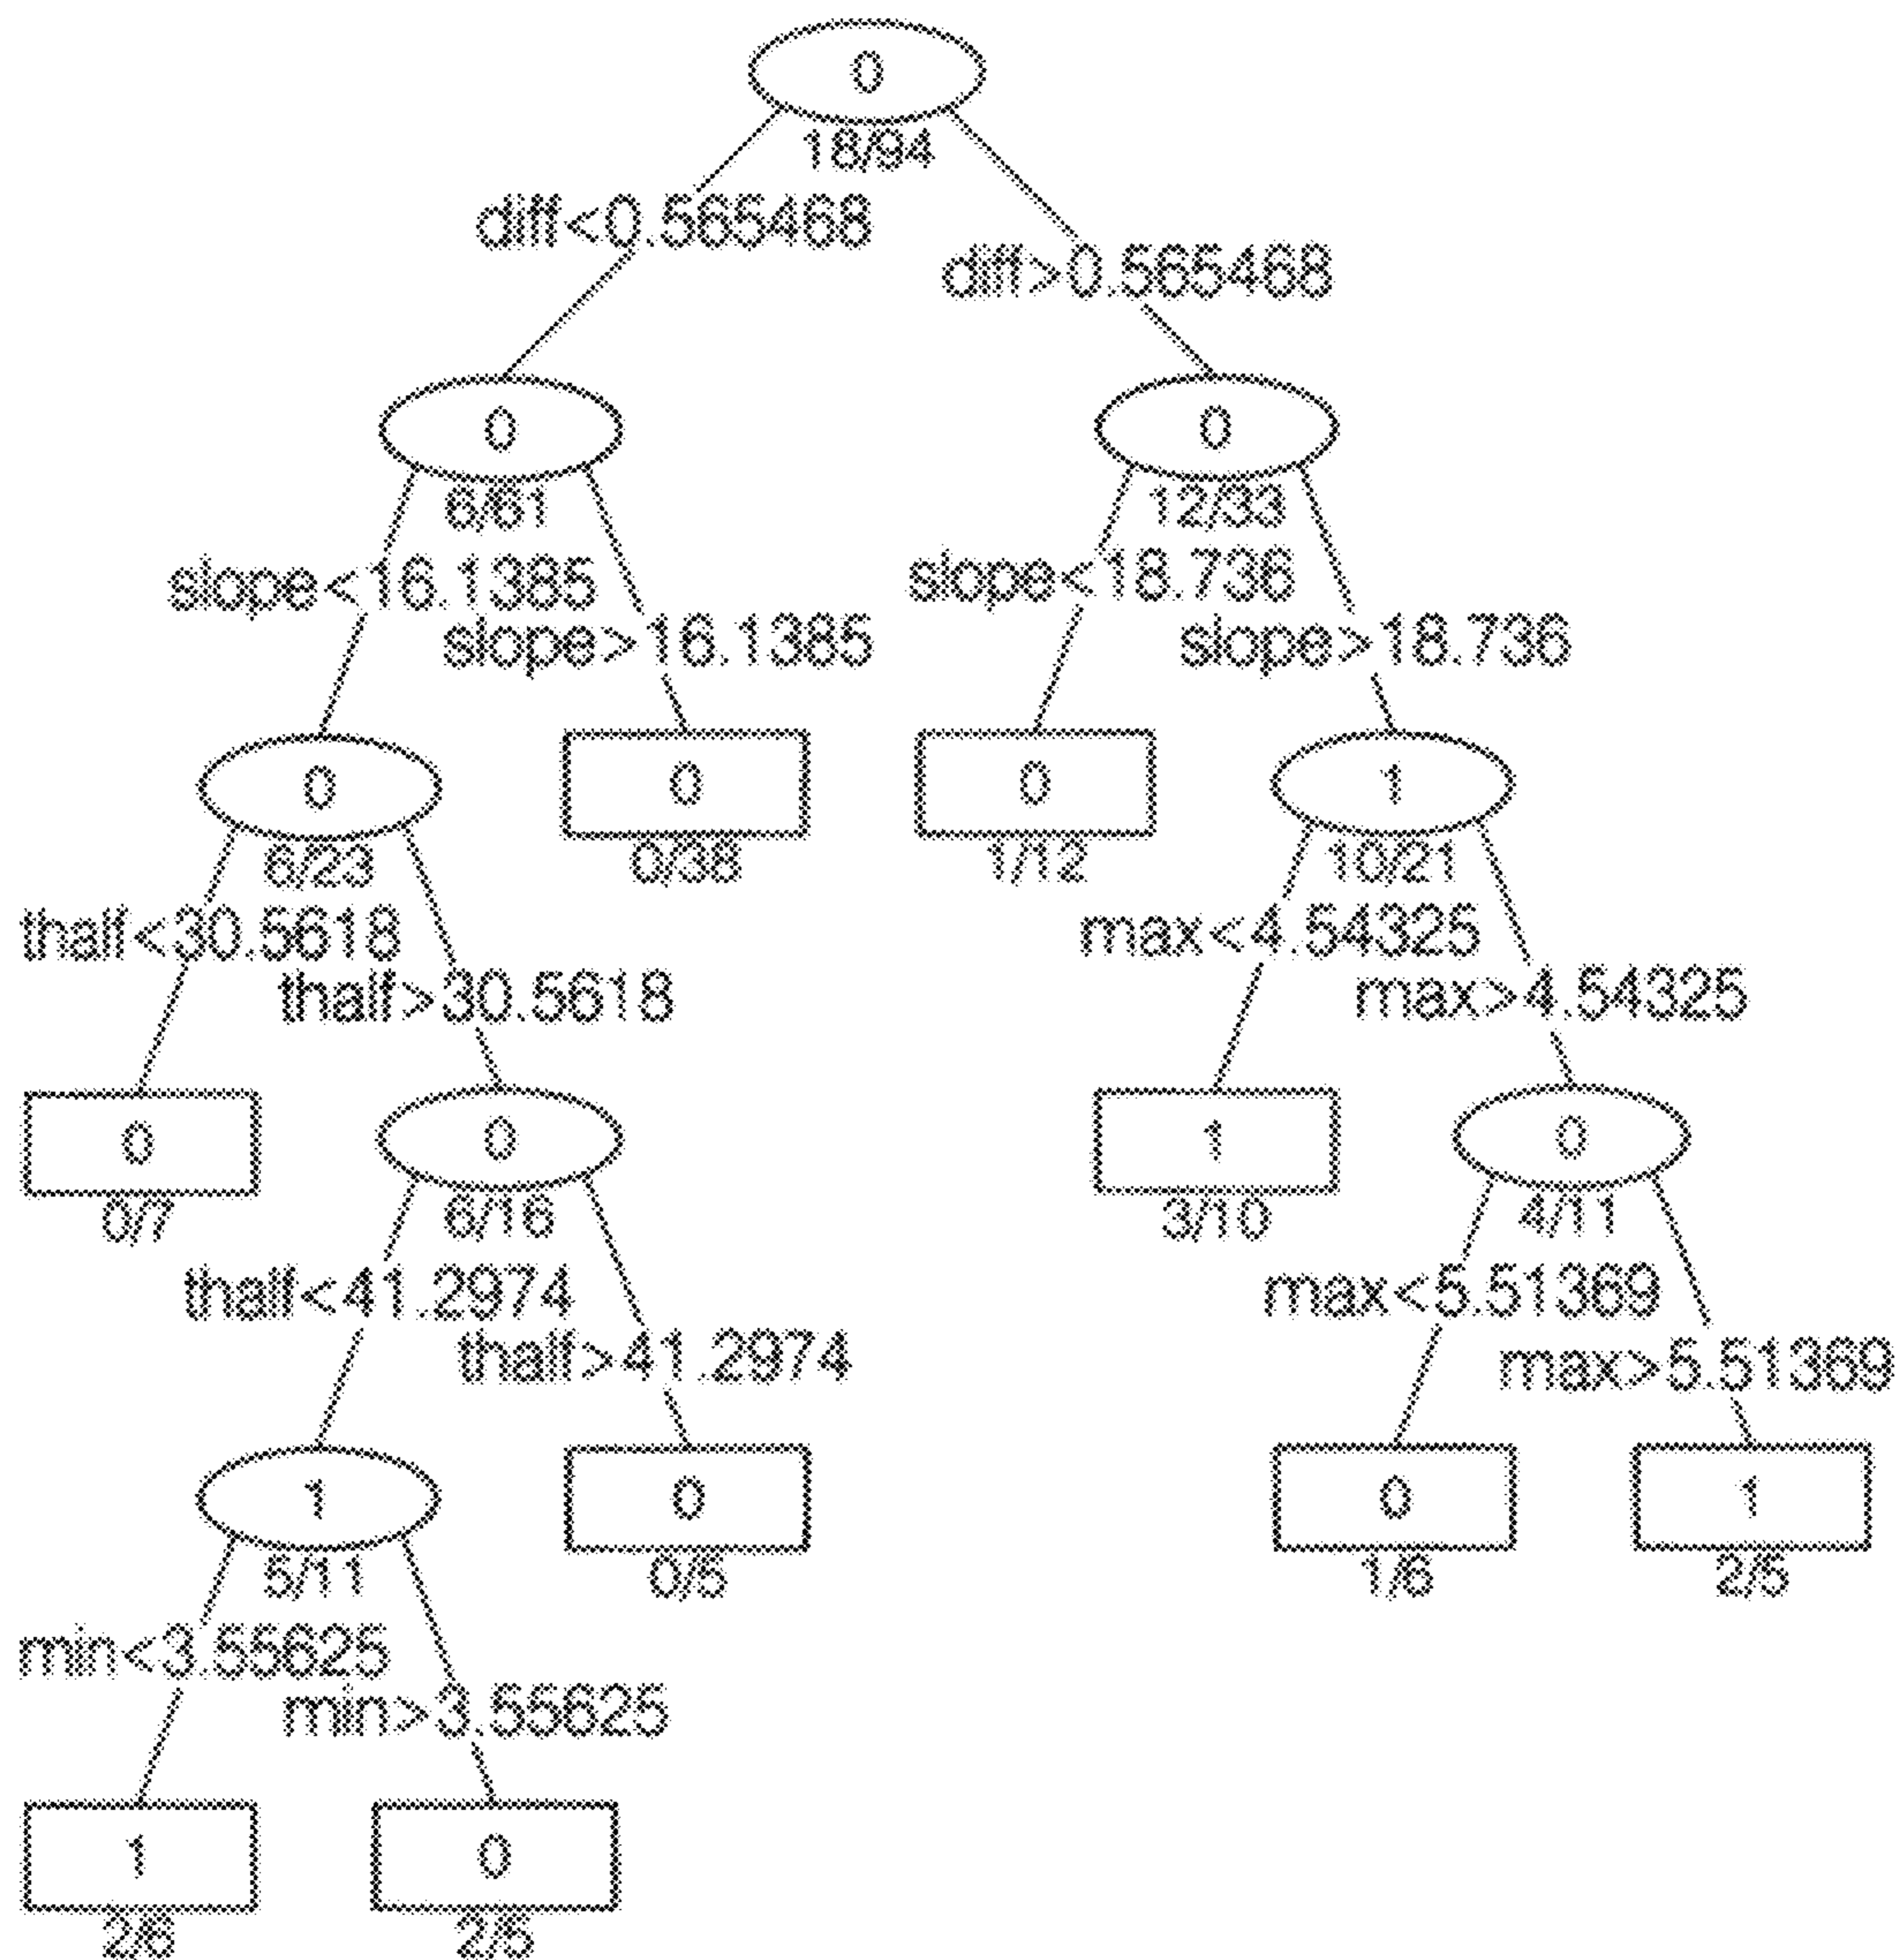 0
18/94
diff<0.565468
diff>0.565468
0
0
6/61
12/33
slope<16.1385
slope>16.1385
slope<18.736
slope>18.736
0
0
0
1
6/23
0/38
1/12
10/21
thalf<30.5618
thalf>30.5618
max<4.54325
max>4.54325
0
0
1
0
0/7
6/16
3/10
4/11
thalf<41.2974
thalf>41.2974
max<5.51369
max>5.51369
1
0
0
1
5/11
0/5
1/6
2/5
min<3.55625
min>3.55625
1
0
2/6
2/5